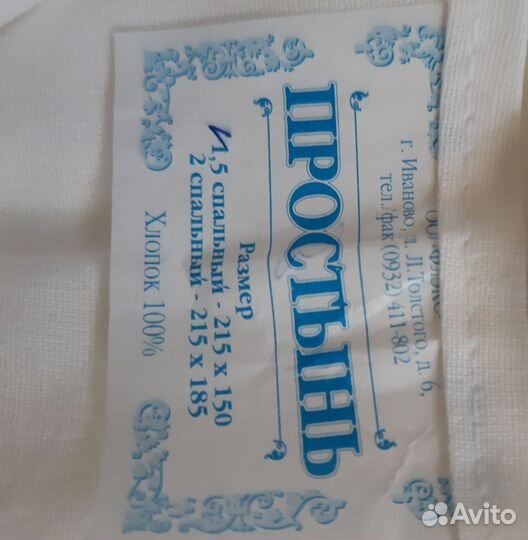 г. Иваново, л. Л.Толстого, д. 6,
тел./фак (0932) 411-802
ПРОСТЫНЬ
Размер
1,5 спальный - 215 х 150
2 спальный - 215 х 185
Хлопок 100%
Avito